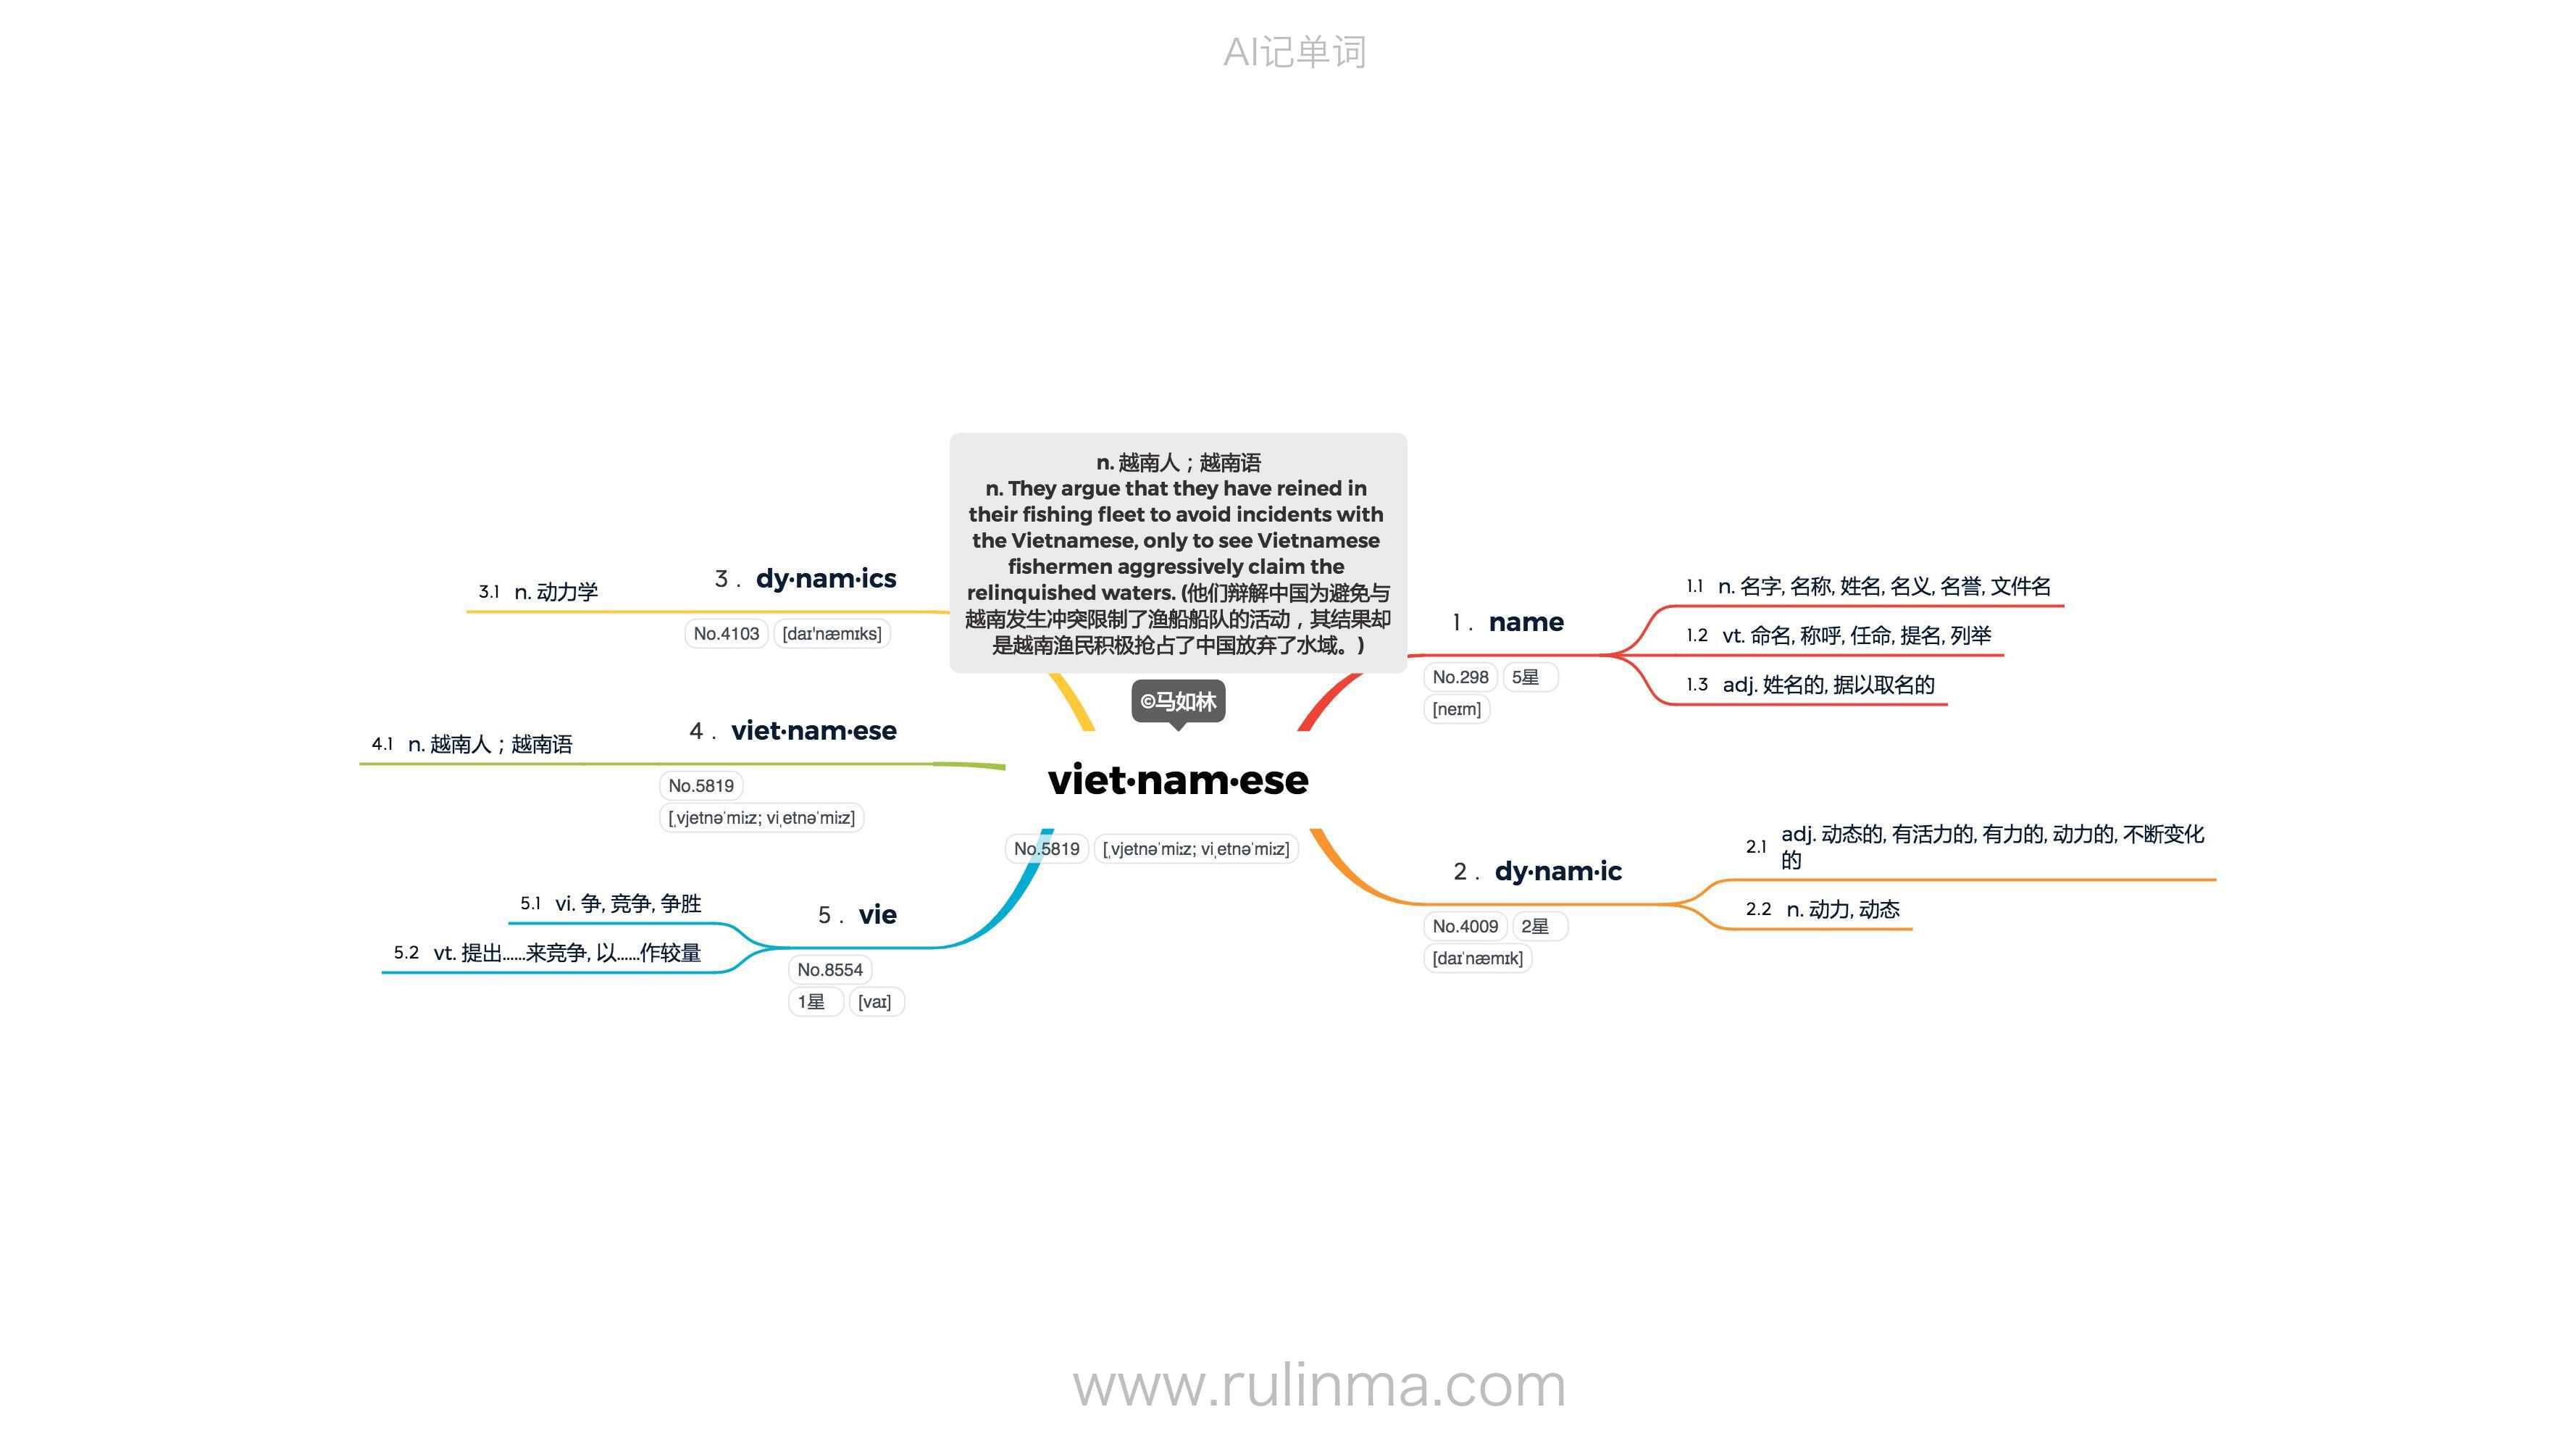 AI记单词
n. 越南人；越南语
n. They argue that they have reined in
their fishing fleet to avoid incidents with
the Vietnamese, only to see Vietnamese
fishermen aggressively claim the
relinquished waters. (他们辩解中国为避免与
越南发生冲突限制了渔船船队的活动，其结果却
是越南渔民积极抢占了中国放弃了水域。)
©马如林
viet·nam·ese
No.5819 [ˌvjetnəˈmiːz; viˌetnəˈmiːz]
1. name
No.298 5星
[neɪm]
1.1 n. 名字, 名称, 姓名, 名义, 名誉, 文件名
1.2 vt. 命名, 称呼, 任命, 提名, 列举
1.3 adj. 姓名的, 据以取名的
2. dy·nam·ic
No.4009 2星
[daɪˈnæmɪk]
2.1 adj. 动态的, 有活力的, 有力的, 动力的, 不断变化
的
2.2 n. 动力, 动态
3. dy·nam·ics
No.4103 [daɪ'næmɪks]
3.1 n. 动力学
4. viet·nam·ese
No.5819
[ˌvjetnəˈmiːz; viˌetnəˈmiːz]
4.1 n. 越南人；越南语
5. vie
No.8554
1星 [vaɪ]
5.1 vi. 争, 竞争, 争胜
5.2 vt. 提出……来竞争, 以……作较量
www.rulinma.com